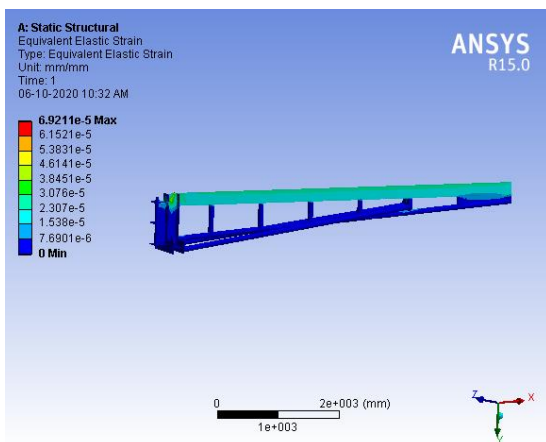 A: Static Structural
Equivalent Elastic Strain
Type: Equivalent Elastic Strain
Unit: mm/mm
Time: 1
06-10-2020 10:32 AM
ANSYS
R15.0
6.9211e-5 Max
6.1521e-5
5.3831e-5
4.6141e-5
3.8451e-5
3.076e-5
2.307e-5
1.538e-5
7.6901e-6
0 Min
0
2e+003 (mm)
1e+003
Z
X
Y